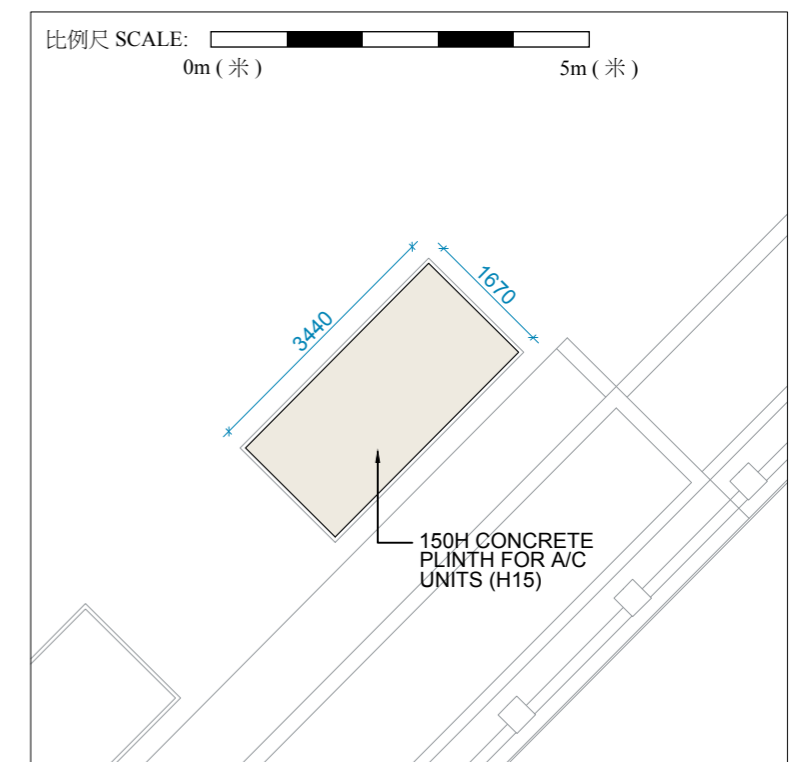 比例尺 SCALE:
0m ( 米 )
5m ( 米 )
1670
3440
150H CONCRETE
PLINTH FOR A/C
UNITS (H15)